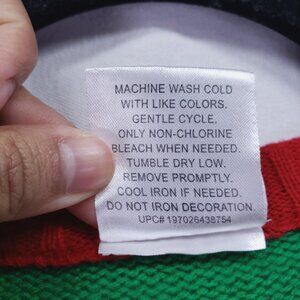 MACHINE WASH COLD
WITH LIKE COLORS.
GENTLE CYCLE.
ONLY NON-CHLORINE
BLEACH WHEN NEEDED.
TUMBLE DRY LOW.
REMOVE PROMPTLY.
COOL IRON IF NEEDED.
DO NOT IRON DECORATION.
UPC# 197026438754